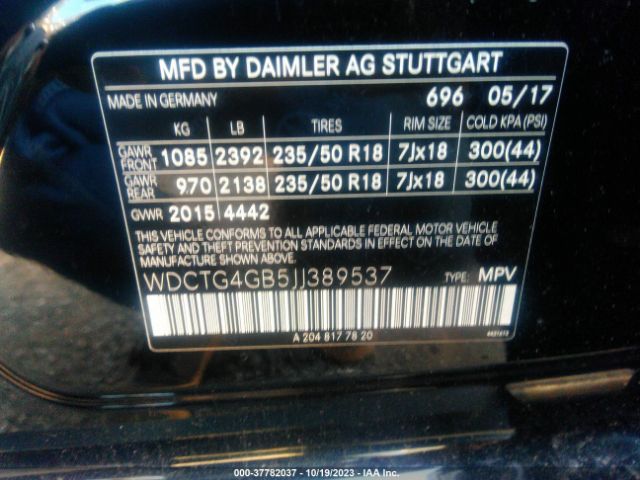 MFD BY DAIMLER AG STUTTGART
MADE IN GERMANY 696 05/17
KG LB TIRES RIM SIZE COLD KPA (PSI)
GAWR FRONT 1085 2392 235/50 R18 7Jx18 300(44)
GAWR REAR 970 2138 235/50 R18 7Jx18 300(44)
GVWR 2015 4442
THIS VEHICLE CONFORMS TO ALL APPLICABLE FEDERAL MOTOR VEHICLE
SAFETY AND THEFT PREVENTION STANDARDS IN EFFECT ON THE DATE OF
MANUFACTURE SHOWN ABOVE.
WDCTG4GB5JJ389537 TYPE: MPV
A 204 817 78 20
000-37782037 - 10/19/2023 - IAA Inc.